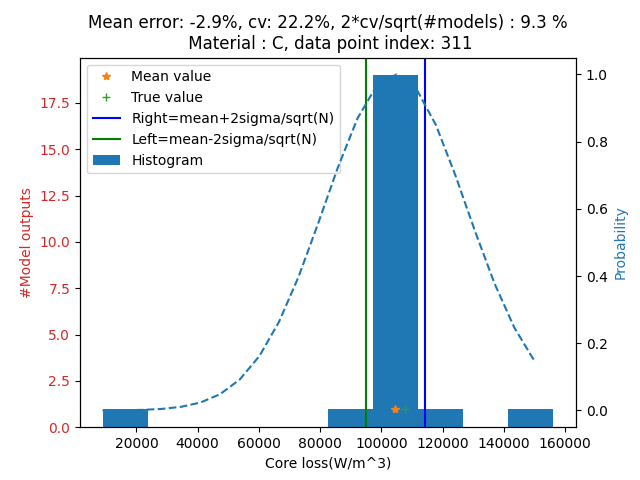 Mean error: -2.9%, cv: 22.2%, 2*cv/sqrt(#models) : 9.3 %
Material : C, data point index: 311
Mean value
True value
Right=mean+2sigma/sqrt(N)
Left=mean-2sigma/sqrt(N)
Histogram
17.5
15.0
12.5
10.0
7.5
5.0
2.5
0.0
#Model outputs
1.0
0.8
0.6
0.4
0.2
0.0
Probability
20000 40000 60000 80000 100000 120000 140000 160000
Core loss(W/m^3)